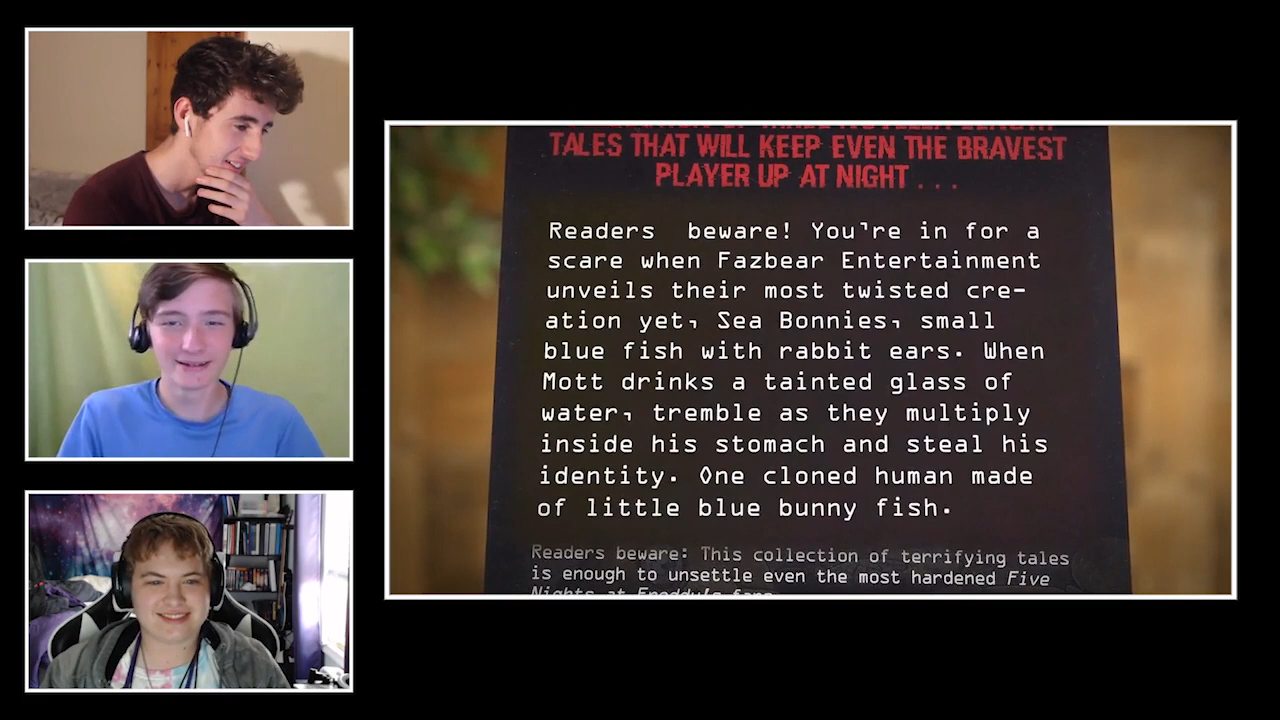 TALES THAT WILL KEEP EVEN THE BRAVEST
PLAYER UP AT NIGHT . . .
Readers beware! You're in for a
scare when Fazbear Entertainment
unveils their most twisted cre-
ation yet, Sea Bonnies, small
blue fish with rabbit ears. When
Mott drinks a tainted glass of
water, tremble as they multiply
inside his stomach and steal his
identity. One cloned human made
of little blue bunny fish.
Readers beware: This collection of terrifying tales
is enough to unsettle even the most hardened Five
Nights at Freddy's fans